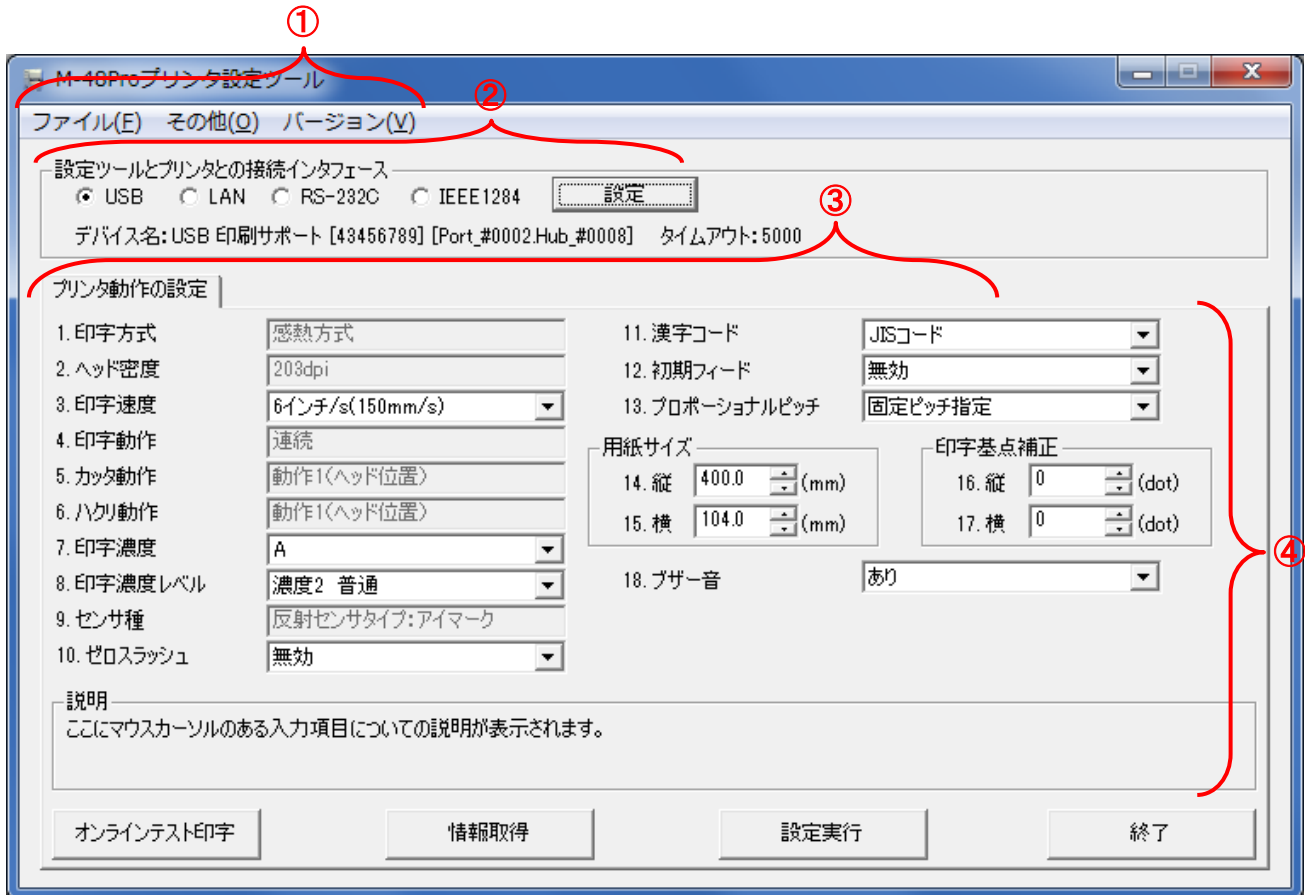 ①
M-48Proプリンタ設定ツール
②
ファイル(F) その他(O) バージョン(V)
設定ツールとプリンタとの接続インタフェース
USB LAN RS-232C IEEE1284 設定
③
デバイス名: USB 印刷サポート [43456789] [Port_#0002.Hub_#0008] タイムアウト: 5000
プリンタ動作の設定
1. 印字方式 感熱方式
2. ヘッド密度 203dpi
3. 印字速度 6インチ/s(150mm/s)
4. 印字動作 連続
5. カッタ動作 動作1(ヘッド位置)
6. ハクリ動作 動作1(ヘッド位置)
7. 印字濃度 A
8. 印字濃度レベル 濃度2 普通
9. センサ種 反射センサタイプ:アイマーク
10. ゼロスラッシュ 無効
11. 漢字コード JISコード
12. 初期フィード 無効
13. プロポーショナルピッチ 固定ピッチ指定
用紙サイズ
14. 縦 400.0 (mm)
15. 横 104.0 (mm)
印字基点補正
16. 縦 0 (dot)
17. 横 0 (dot)
18. ブザー音 あり
④
説明
ここにマウスカーソルのある入力項目についての説明が表示されます。
オンラインテスト印字 情報取得 設定実行 終了